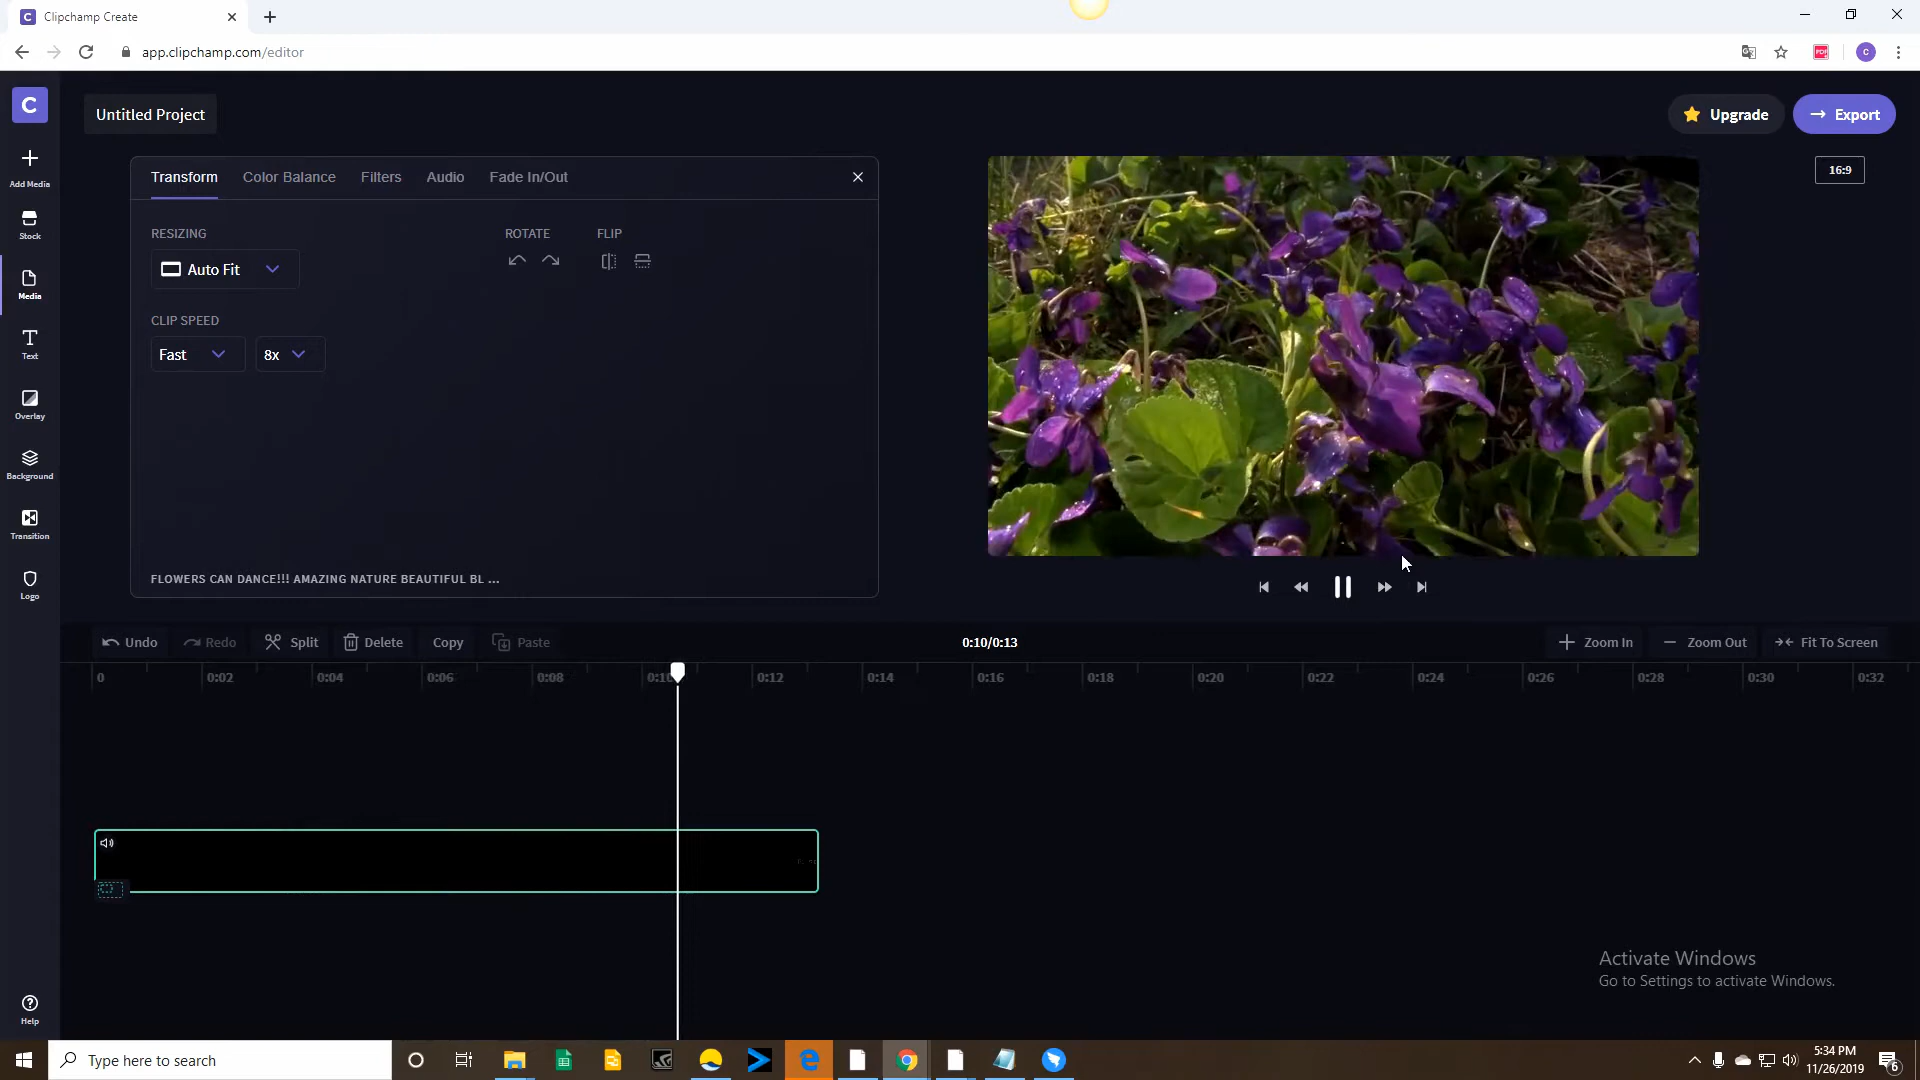 C Clipchamp Create
app.clipchamp.com/editor
PDF
C
C
Untitled Project
Upgrade
Export
Add Media
Stock
Media
Text
Overlay
Background
Transition
Logo
Help
Transform Color Balance Filters Audio Fade In/Out
RESIZING ROTATE FLIP
Auto Fit
CLIP SPEED
Fast 8x
FLOWERS CAN DANCE!!! AMAZING NATURE BEAUTIFUL BL ...
16:9
Undo Redo Split Delete Copy Paste 0:10/0:13 Zoom In Zoom Out Fit To Screen
0 0:02 0:04 0:06 0:08 0:10 0:12 0:14 0:16 0:18 0:20 0:22 0:24 0:26 0:28 0:30 0:32
Activate Windows
Go to Settings to activate Windows.
Type here to search
5:34 PM
11/26/2019
6